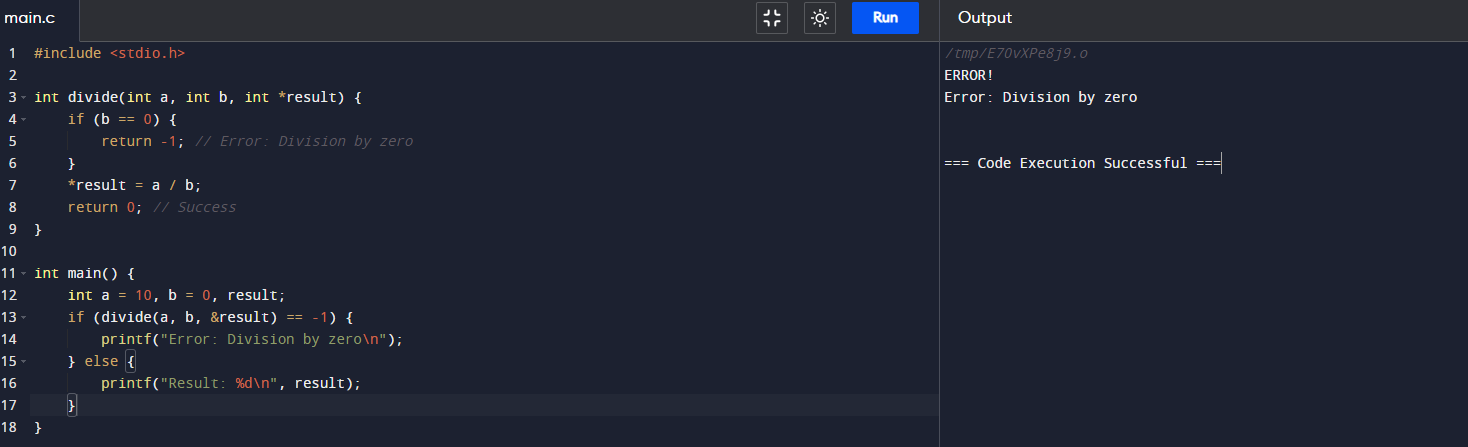 main.c
Run
Output
1 #include <stdio.h>
2
3 int divide(int a, int b, int *result) {
4     if (b == 0) {
5         return -1; // Error: Division by zero
6     }
7     *result = a / b;
8     return 0; // Success
9 }
10
11 int main() {
12     int a = 10, b = 0, result;
13     if (divide(a, b, &result) == -1) {
14         printf("Error: Division by zero\n");
15     } else {
16         printf("Result: %d\n", result);
17     }
18 }
/tmp/E7OvXPe8j9.o
ERROR!
Error: Division by zero
=== Code Execution Successful ===